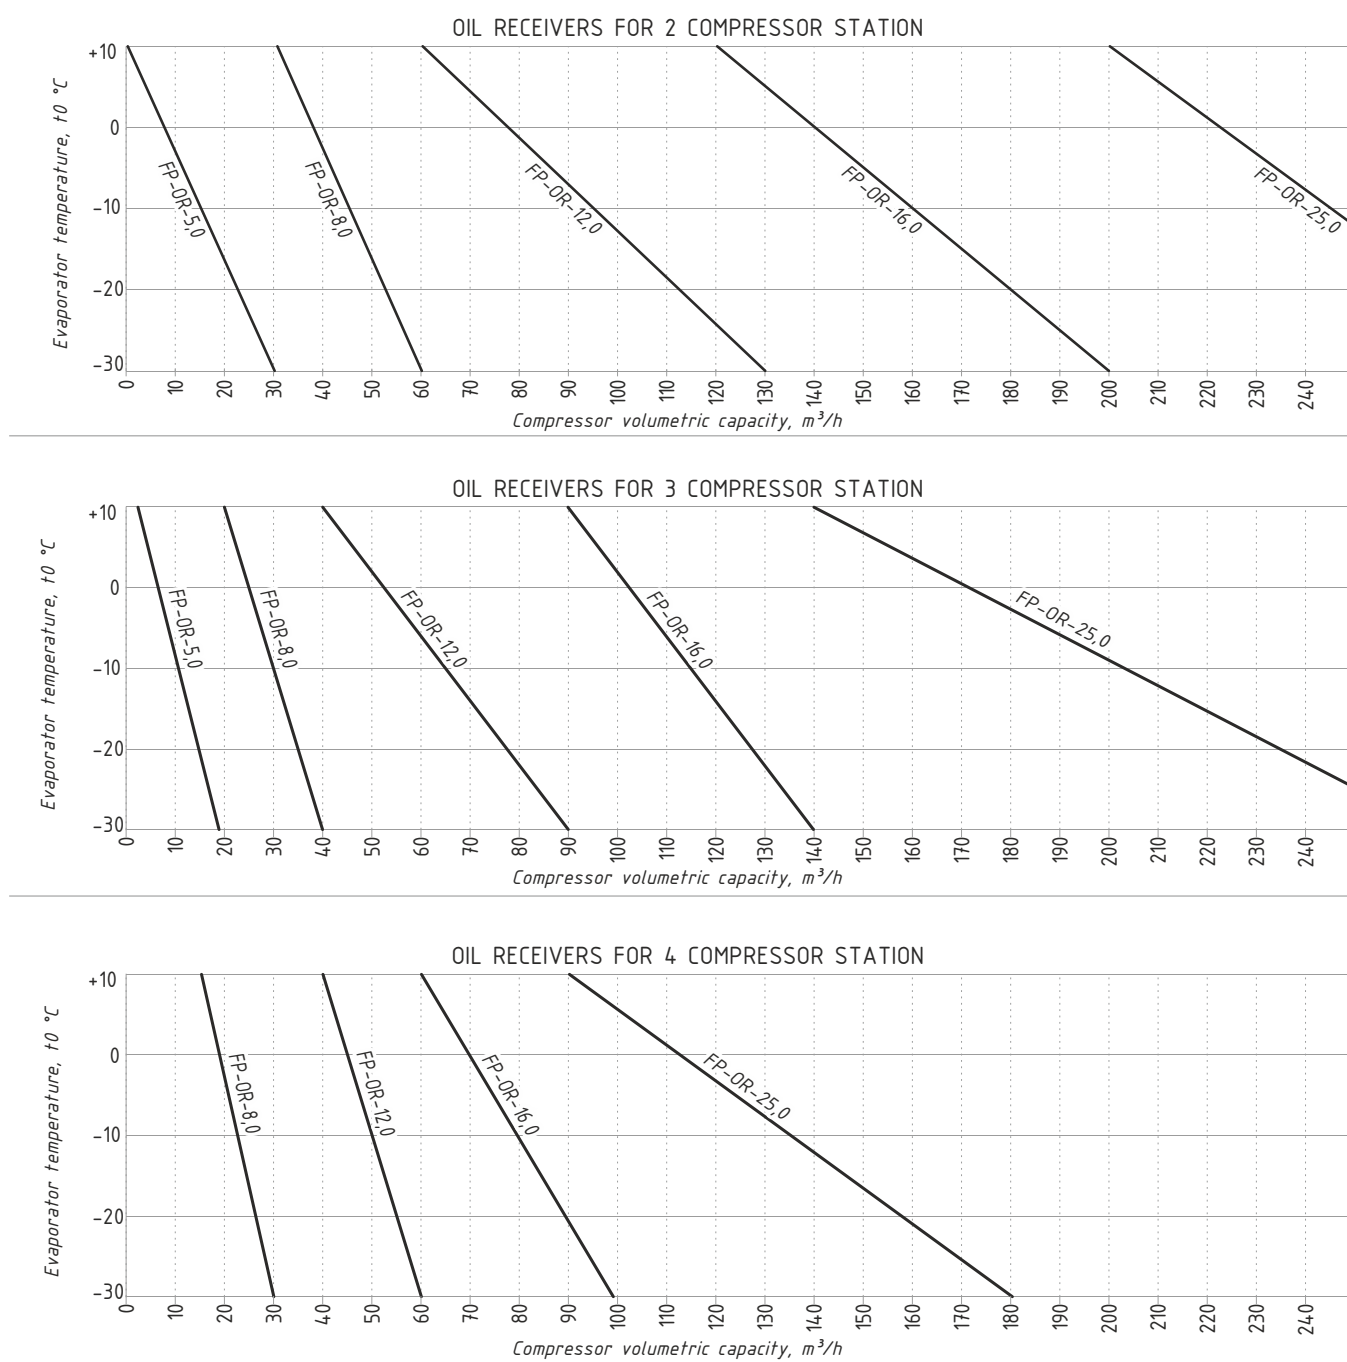 OIL RECEIVERS FOR 2 COMPRESSOR STATION
Evaporator temperature, t0 °C
+10
0
-10
-20
-30
FP-OR-5,0
FP-OR-8,0
FP-OR-12,0
FP-OR-16,0
FP-OR-25,0
0 10 20 30 40 50 60 70 80 90 100 110 120 130 140 150 160 170 180 190 200 210 220 230 240
Compressor volumetric capacity, m³/h
OIL RECEIVERS FOR 3 COMPRESSOR STATION
Evaporator temperature, t0 °C
+10
0
-10
-20
-30
FP-OR-5,0
FP-OR-8,0
FP-OR-12,0
FP-OR-16,0
FP-OR-25,0
0 10 20 30 40 50 60 70 80 90 100 110 120 130 140 150 160 170 180 190 200 210 220 230 240
Compressor volumetric capacity, m³/h
OIL RECEIVERS FOR 4 COMPRESSOR STATION
Evaporator temperature, t0 °C
+10
0
-10
-20
-30
FP-OR-8,0
FP-OR-12,0
FP-OR-16,0
FP-OR-25,0
0 10 20 30 40 50 60 70 80 90 100 110 120 130 140 150 160 170 180 190 200 210 220 230 240
Compressor volumetric capacity, m³/h